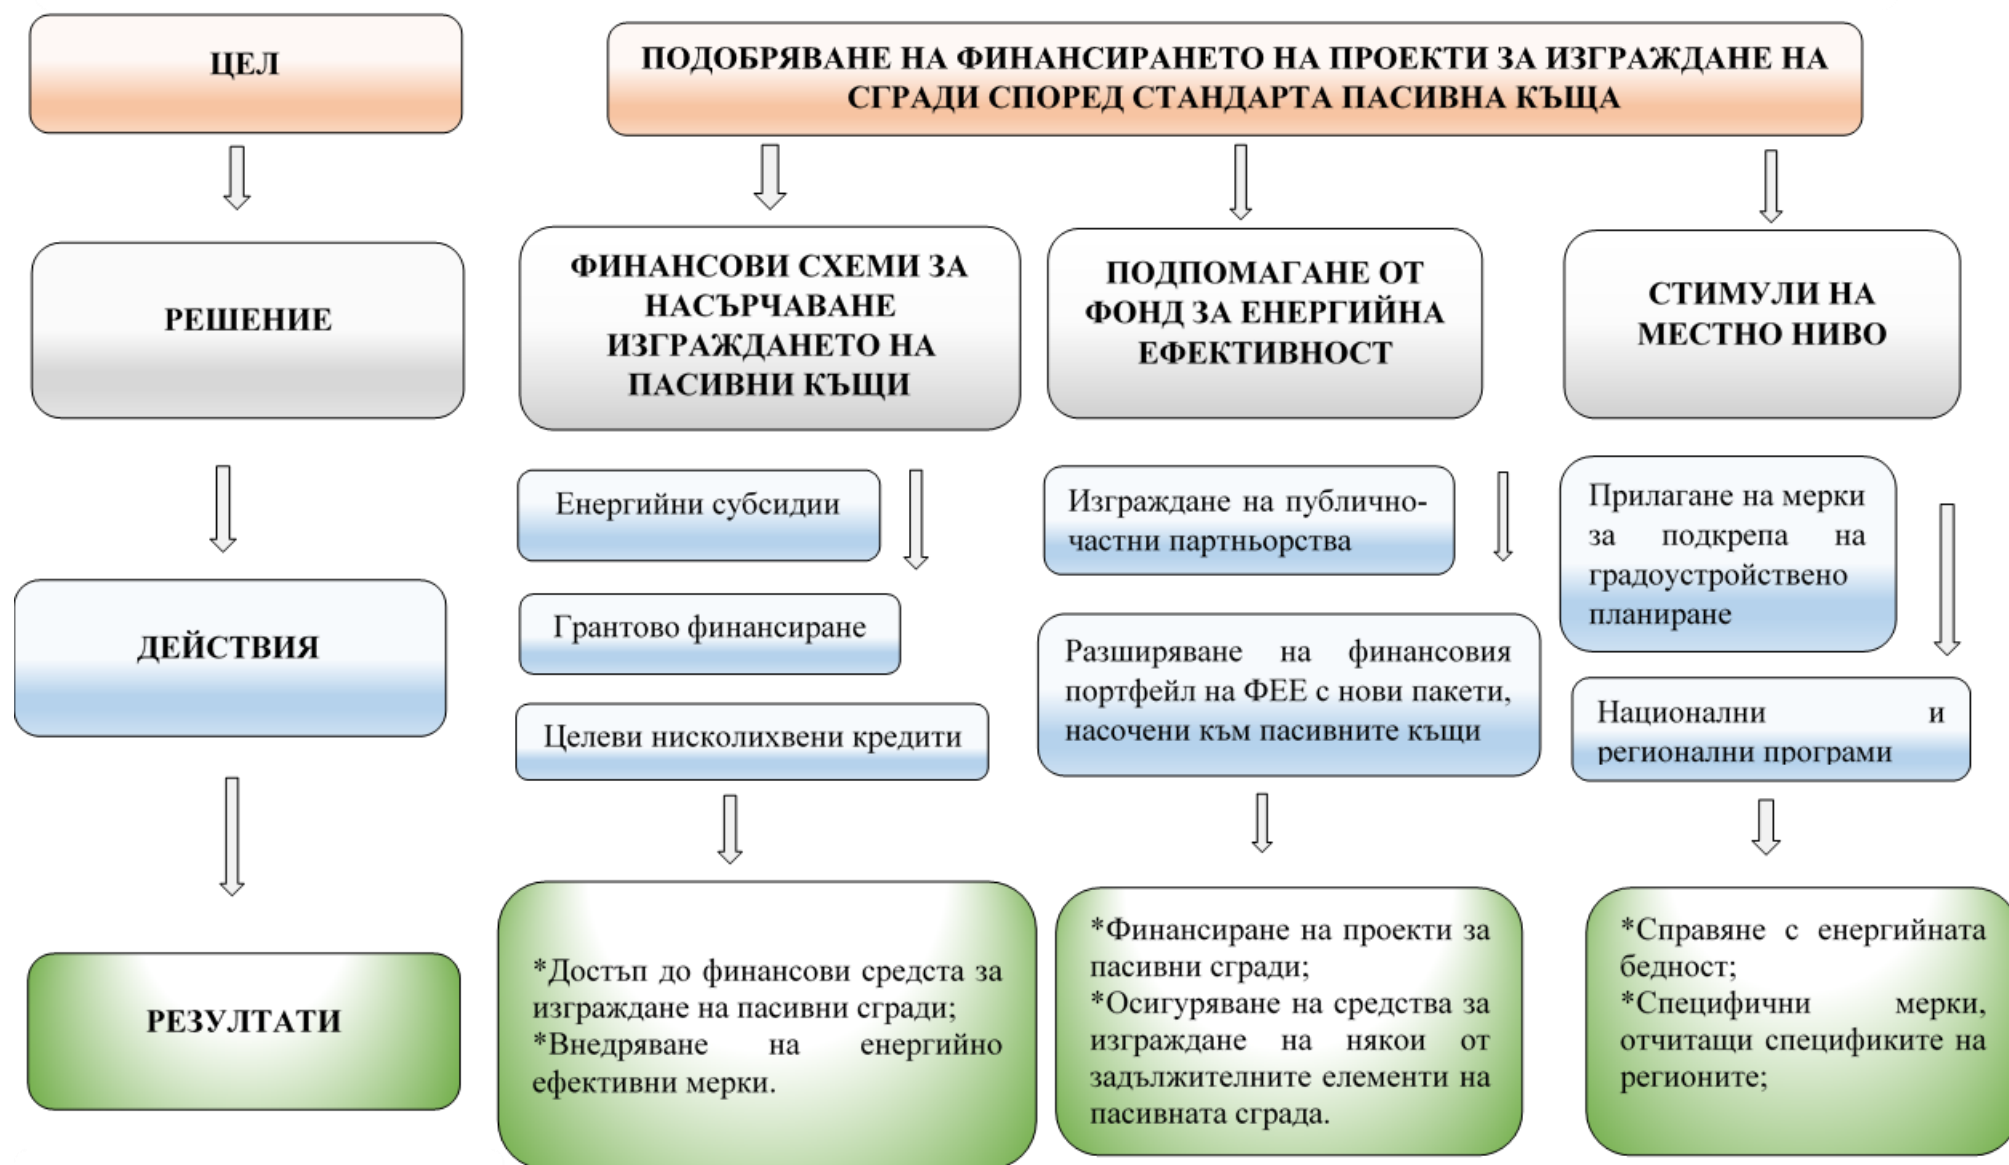 ЦЕЛ
ПОДОБРЯВАНЕ НА ФИНАНСИРАНЕТО НА ПРОЕКТИ ЗА ИЗГРАЖДАНЕ НА
СГРАДИ СПОРЕД СТАНДАРТА ПАСИВНА КЪЩА
РЕШЕНИЕ
ФИНАНСОВИ СХЕМИ ЗА
НАСЪРЧАВАНЕ
ИЗГРАЖДАНЕТО НА
ПАСИВНИ КЪЩИ
ПОДПОМАГАНЕ ОТ
ФОНД ЗА ЕНЕРГИЙНА
ЕФЕКТИВНОСТ
СТИМУЛИ НА
МЕСТНО НИВО
ДЕЙСТВИЯ
Енергийни субсидии
Грантово финансиране
Целеви нисколихвени кредити
Изграждане на публично-
частни партньорства
Разширяване на финансовия
портфейл на ФЕЕ с нови пакети,
насочени към пасивните къщи
Прилагане на мерки
за подкрепа на
градоустройствено
планиране
Национални и
регионални програми
РЕЗУЛТАТИ
*Достъп до финансови средста за
изграждане на пасивни сгради;
*Внедряване на енергийно
ефективни мерки.
*Финансиране на проекти за
пасивни сгради;
*Осигуряване на средства за
изграждане на някои от
задължителните елементи на
пасивната сграда.
*Справяне с енергийната
бедност;
*Специфични мерки,
отчитащи спецификите на
регионите;